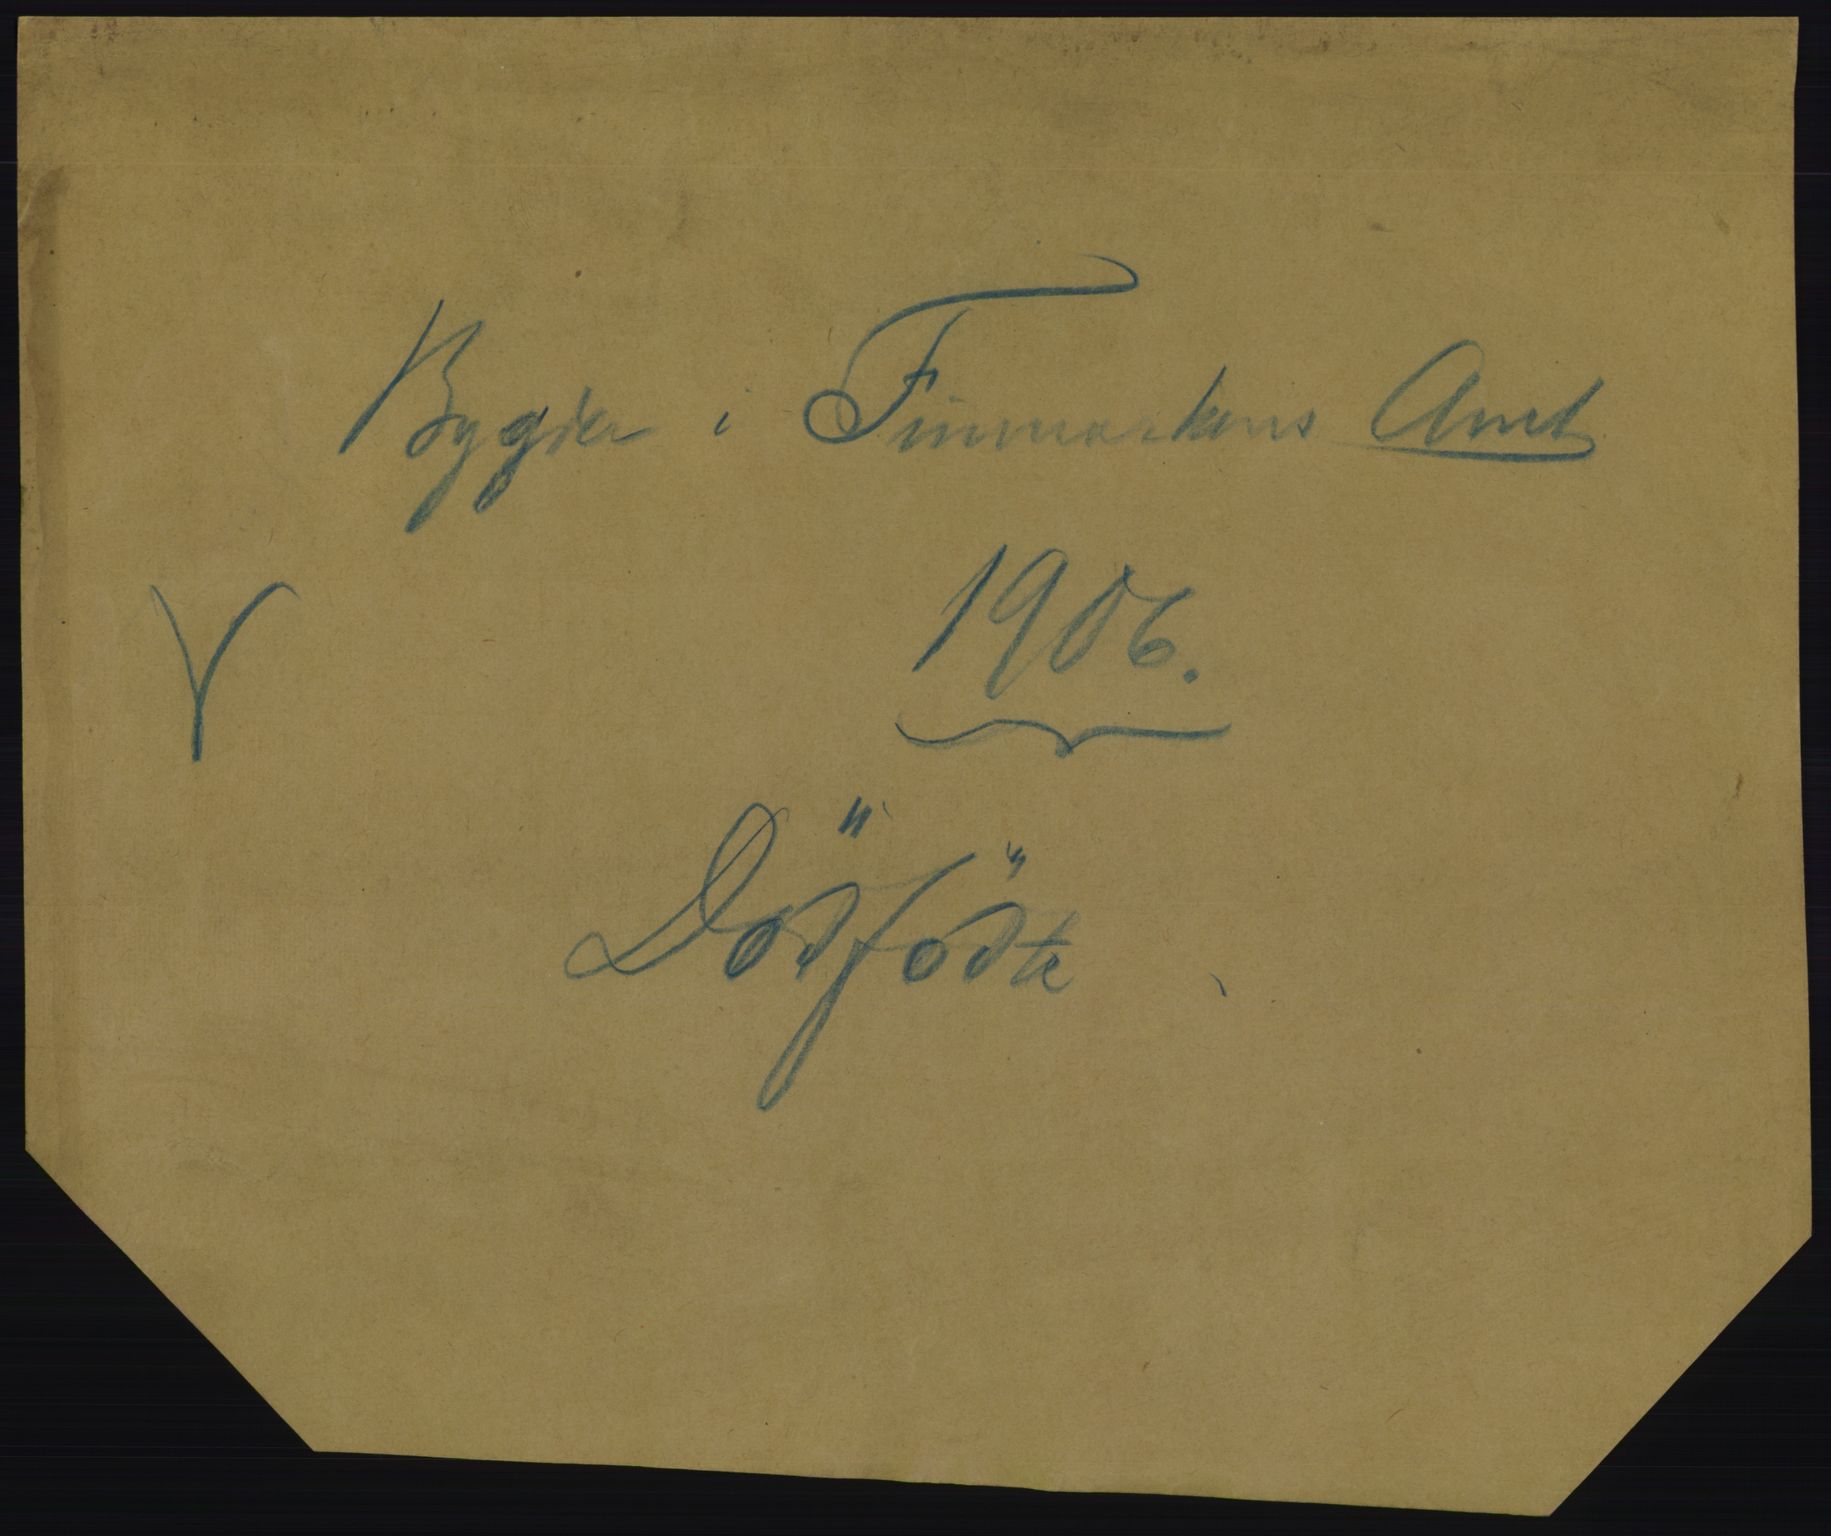 Bygder i Finmarkens Amt
1906.
V
Dödfödte